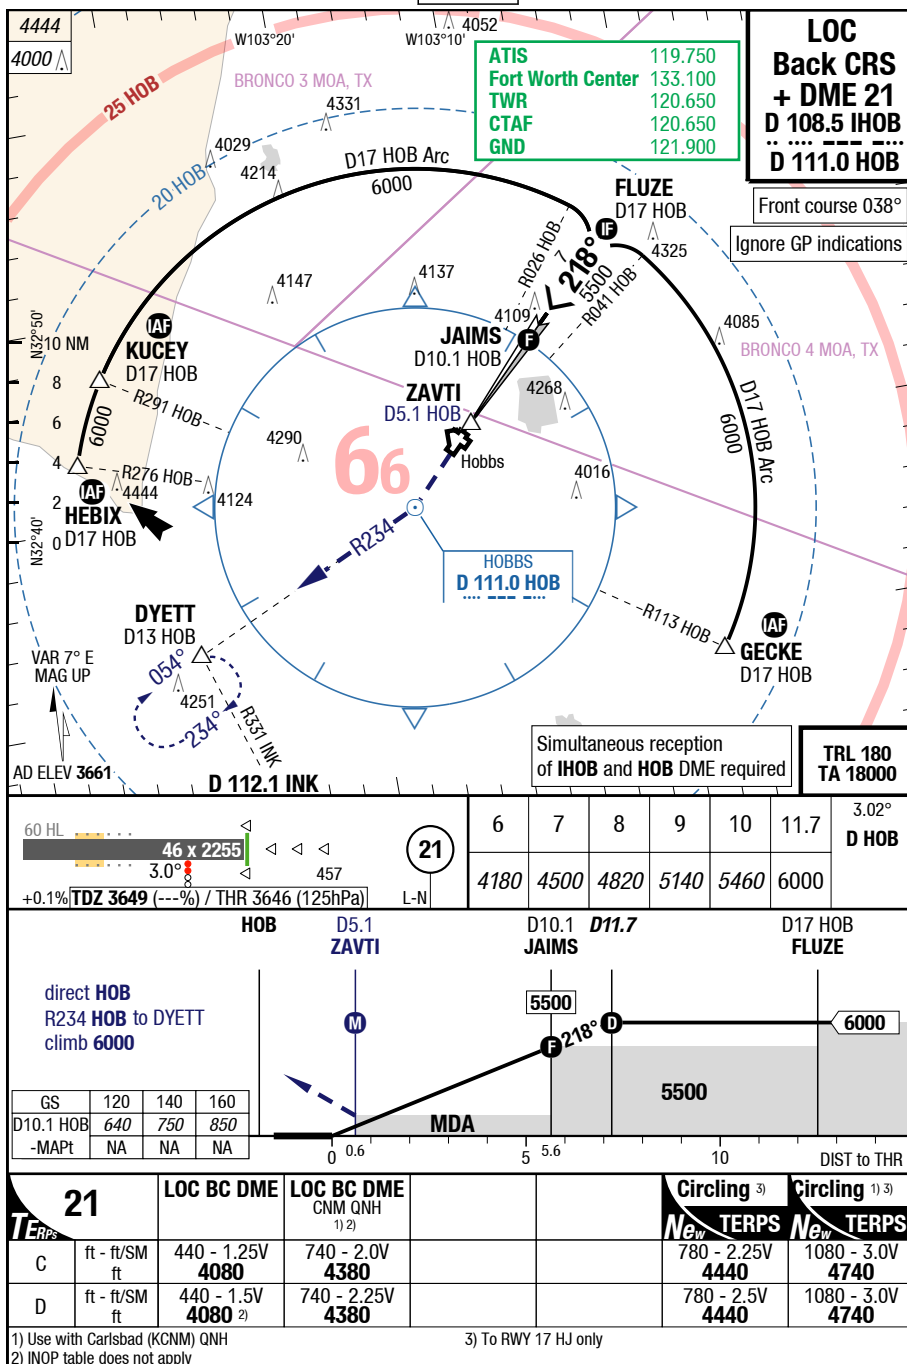 4444
4000
W103°20'
W103°10'
4052
ATIS 119.750
Fort Worth Center 133.100
TWR 120.650
CTAF 120.650
GND 121.900
LOC
Back CRS
+ DME 21
D 108.5 IHOB
D 111.0 HOB
Front course 038°
Ignore GP indications
BRONCO 3 MOA, TX
25 HOB
4331
4029
4214
20 HOB
D17 HOB Arc
6000
FLUZE
D17 HOB
IF
4325
R026 HOB
7
< 218°
5500
R041 HOB
4147
4137
4109
4085
BRONCO 4 MOA, TX
N32°50'
10 NM
8
6
4
2
0
N32°40'
IAF
KUCEY
D17 HOB
JAIMS
D10.1 HOB
F
ZAVTI
D5.1 HOB
R291 HOB
6000
4268
4290
66
Hobbs
D17 HOB Arc
6000
R276 HOB
4444
4124
4016
IAF
HEBIX
D17 HOB
R234
HOBBS
D 111.0 HOB
DYETT
D13 HOB
R113 HOB
IAF
GECKE
D17 HOB
VAR 7° E
MAG UP
054°
4251
234°
R331 INK
D 112.1 INK
AD ELEV 3661
Simultaneous reception
of IHOB and HOB DME required
TRL 180
TA 18000
60 HL
46 x 2255
3.0°
457
+0.1% TDZ 3649 (---%) / THR 3646 (125hPa)
21
L-N
6 7 8 9 10 11.7 3.02°
D HOB
4180 4500 4820 5140 5460 6000
HOB D5.1 D10.1 D11.7 D17 HOB
ZAVTI JAIMS FLUZE
direct HOB
R234 HOB to DYETT
climb 6000
M
5500
F
218°
D
6000
5500
MDA
GS 120 140 160
D10.1 HOB 640 750 850
-MAPt NA NA NA
0 0.6 5 5.6 10 DIST to THR
TERPs 21 LOC BC DME LOC BC DME Circling 3) Circling 1) 3)
CNM QNH
1) 2)
New TERPS New TERPS
C ft - ft/SM 440 - 1.25V 740 - 2.0V 780 - 2.25V 1080 - 3.0V
ft 4080 4380 4440 4740
D ft - ft/SM 440 - 1.5V 740 - 2.25V 780 - 2.5V 1080 - 3.0V
ft 4080 2) 4380 4440 4740
1) Use with Carlsbad (KCNM) QNH 3) To RWY 17 HJ only
2) INOP table does not apply